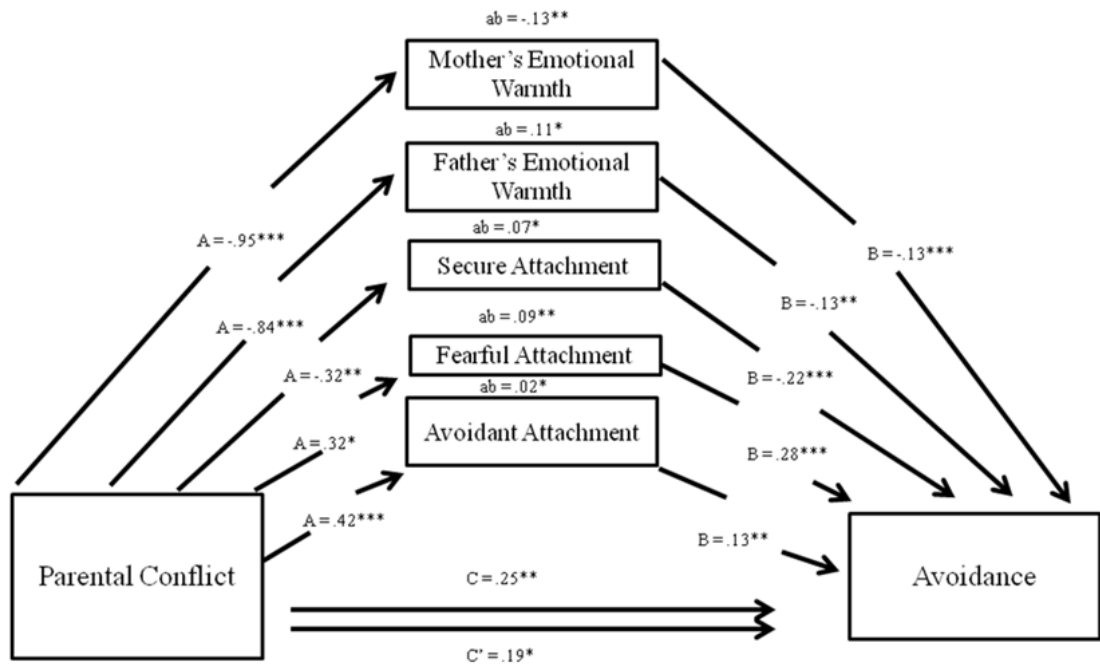 ab = -.13**
Mother's Emotional
Warmth
ab = .11*
Father's Emotional
Warmth
ab = .07*
Secure Attachment
ab = .09**
Fearful Attachment
ab = .02*
Avoidant Attachment
A = -.95***
A = -.84***
A = -.32**
A = .32*
A = .42***
B = -.13***
B = -.13**
B = -.22***
B = .28***
B = .13**
Parental Conflict
C = .25**
C' = .19*
Avoidance